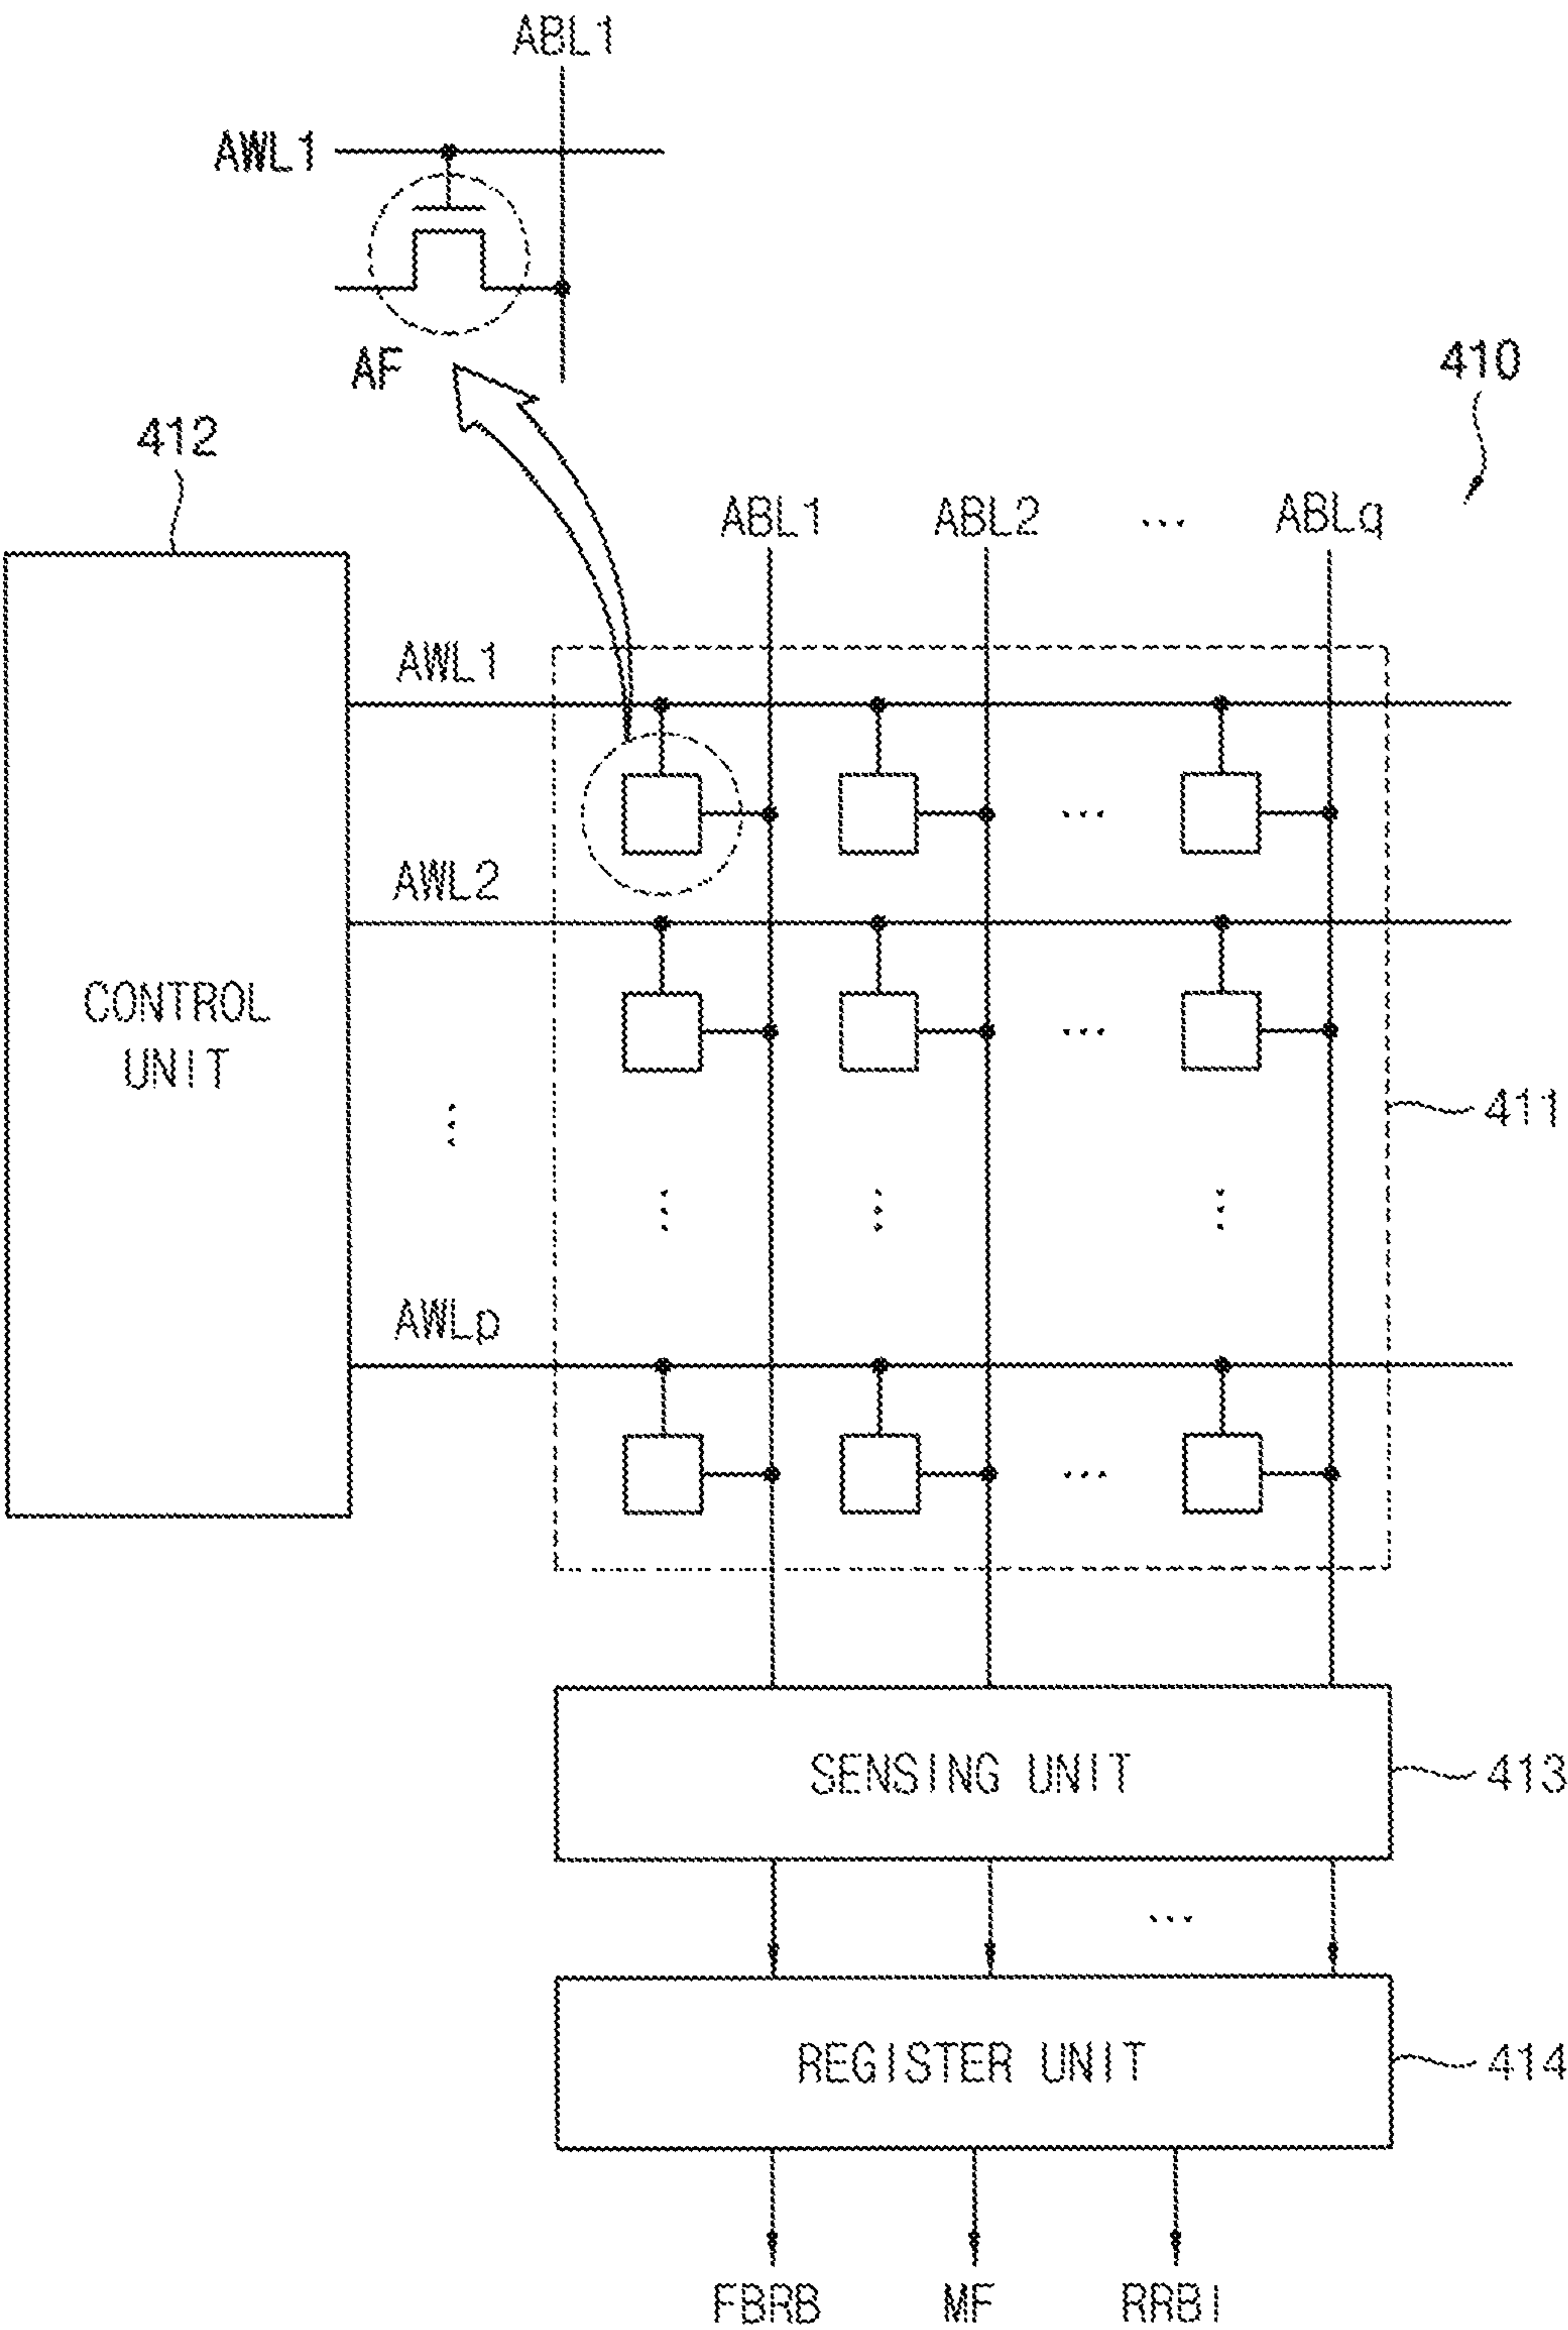 ABL1
AWL1
AF
410
412
ABL1 ABL2 ... ABLq
AWL1
...
AWL2
...
CONTROL
UNIT
...
411
... ... ...
AWLp
...
SENSING UNIT
413
...
REGISTER UNIT
414
FBRB MF RRBI